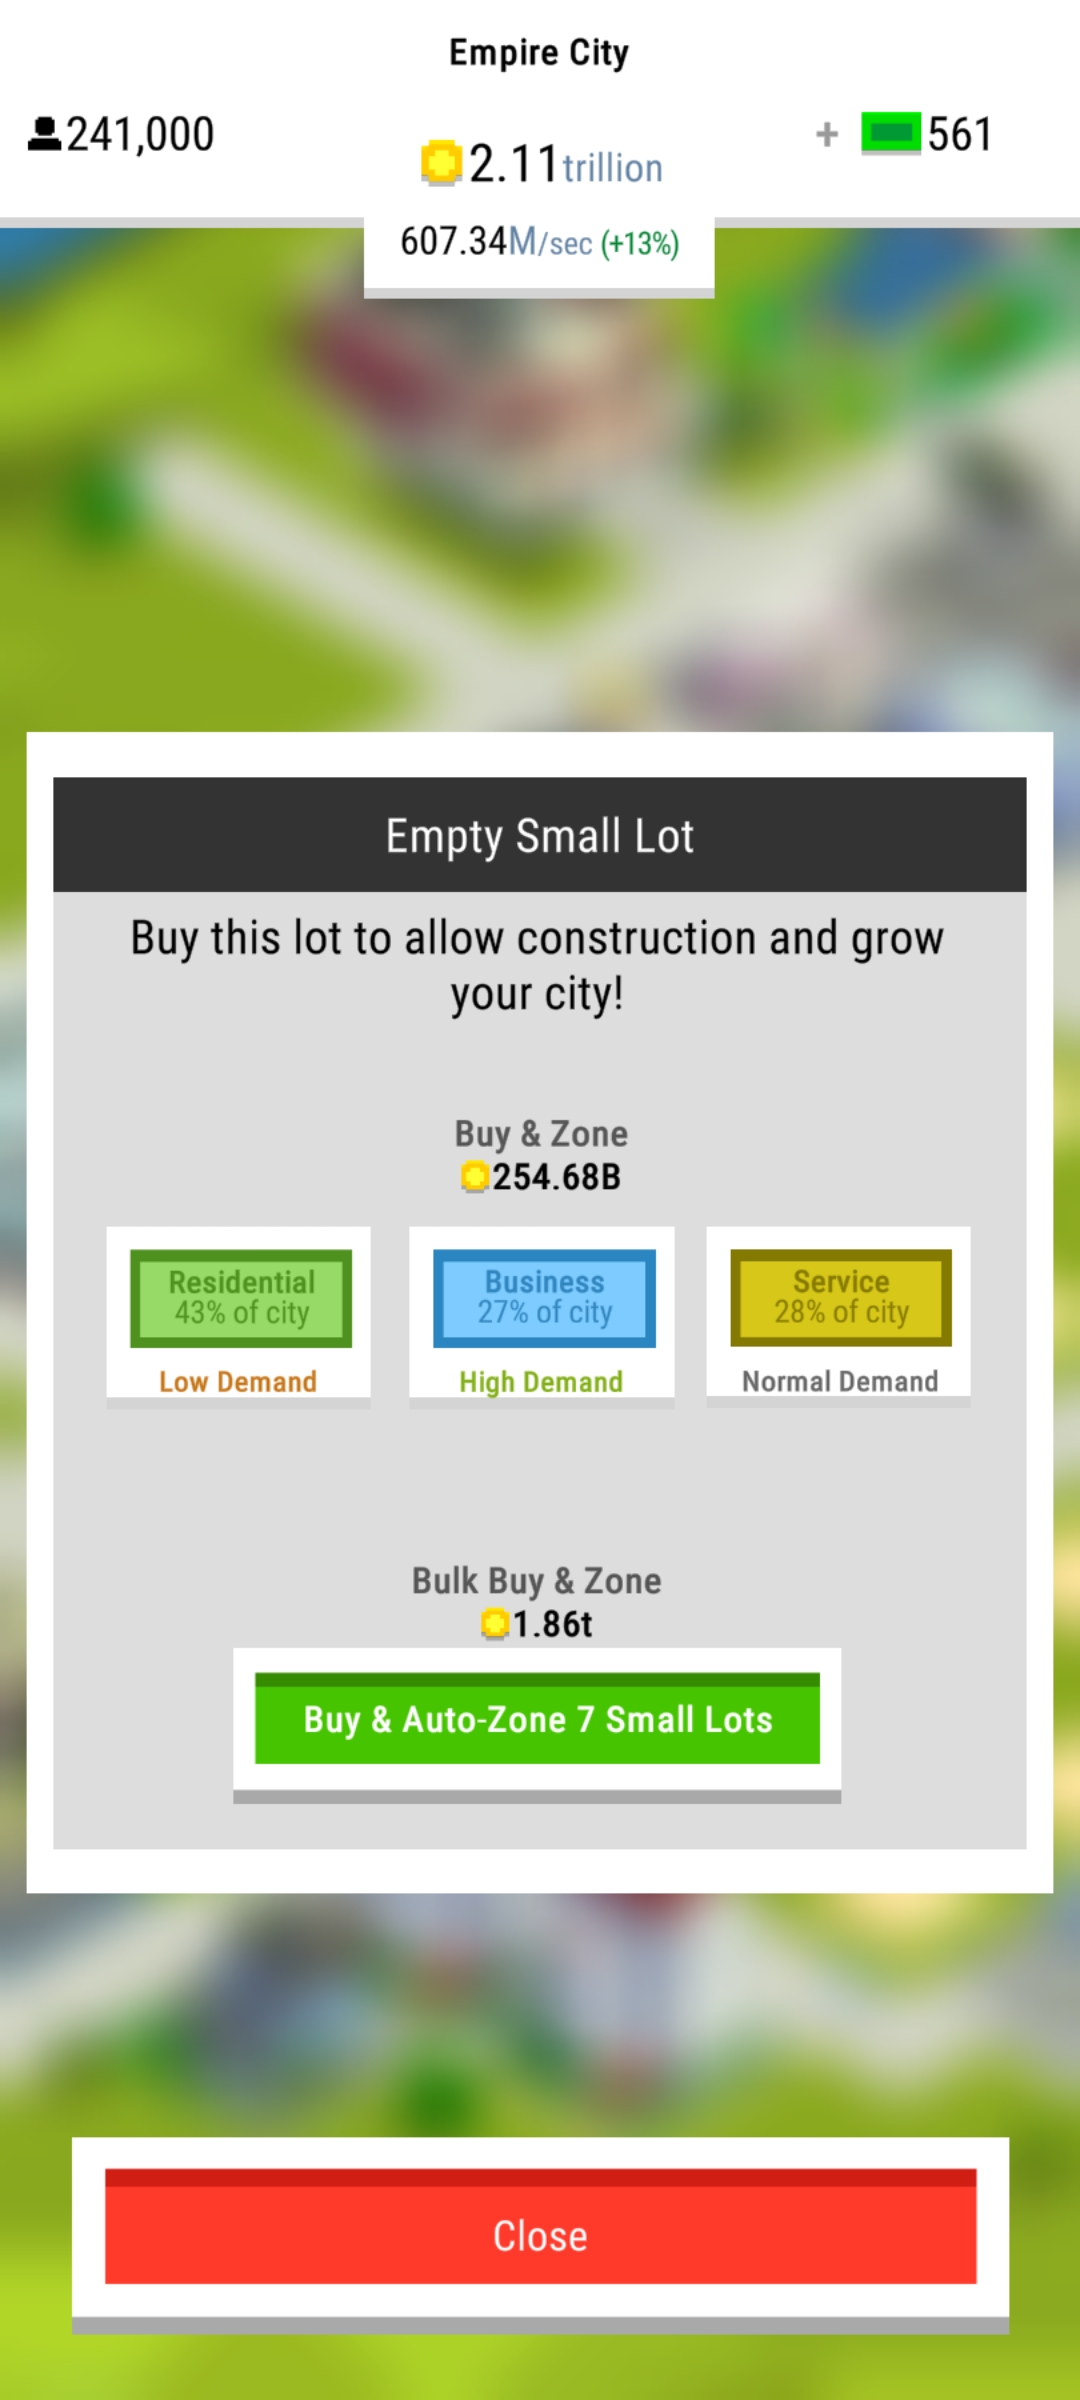 Empire City
241,000
2.11 trillion
+ 561
607.34M/sec (+13%)
Empty Small Lot
Buy this lot to allow construction and grow
your city!
Buy & Zone
254.68B
Residential
43% of city
Low Demand
Business
27% of city
High Demand
Service
28% of city
Normal Demand
Bulk Buy & Zone
1.86t
Buy & Auto-Zone 7 Small Lots
Close